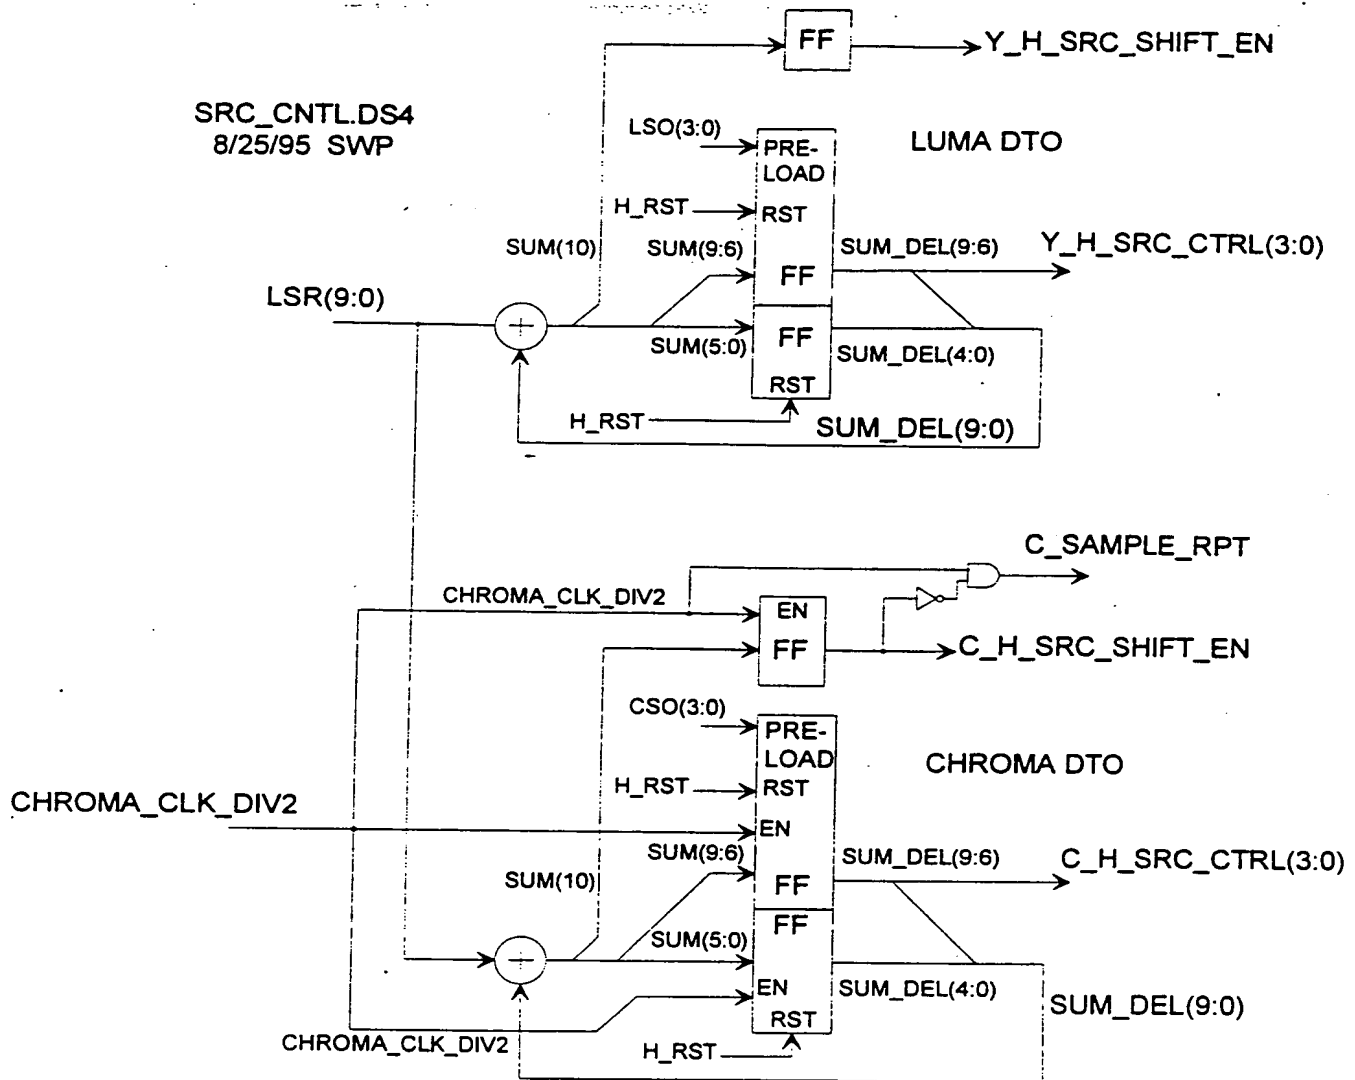 FF
Y_H_SRC_SHIFT_EN
SRC_CNTL.DS4
8/25/95 SWP
LSO(3:0)
PRE-
LOAD
LUMA DTO
H_RST
RST
SUM(10)
SUM(9:6)
SUM_DEL(9:6)
Y_H_SRC_CTRL(3:0)
FF
LSR(9:0)
+
FF
SUM(5:0)
SUM_DEL(4:0)
RST
H_RST
SUM_DEL(9:0)
C_SAMPLE_RPT
CHROMA_CLK_DIV2
EN
FF
C_H_SRC_SHIFT_EN
CSO(3:0)
PRE-
LOAD
CHROMA DTO
H_RST
RST
CHROMA_CLK_DIV2
EN
SUM(9:6)
SUM_DEL(9:6)
C_H_SRC_CTRL(3:0)
SUM(10)
FF
FF
SUM(5:0)
+
EN
SUM_DEL(4:0)
SUM_DEL(9:0)
RST
CHROMA_CLK_DIV2
H_RST